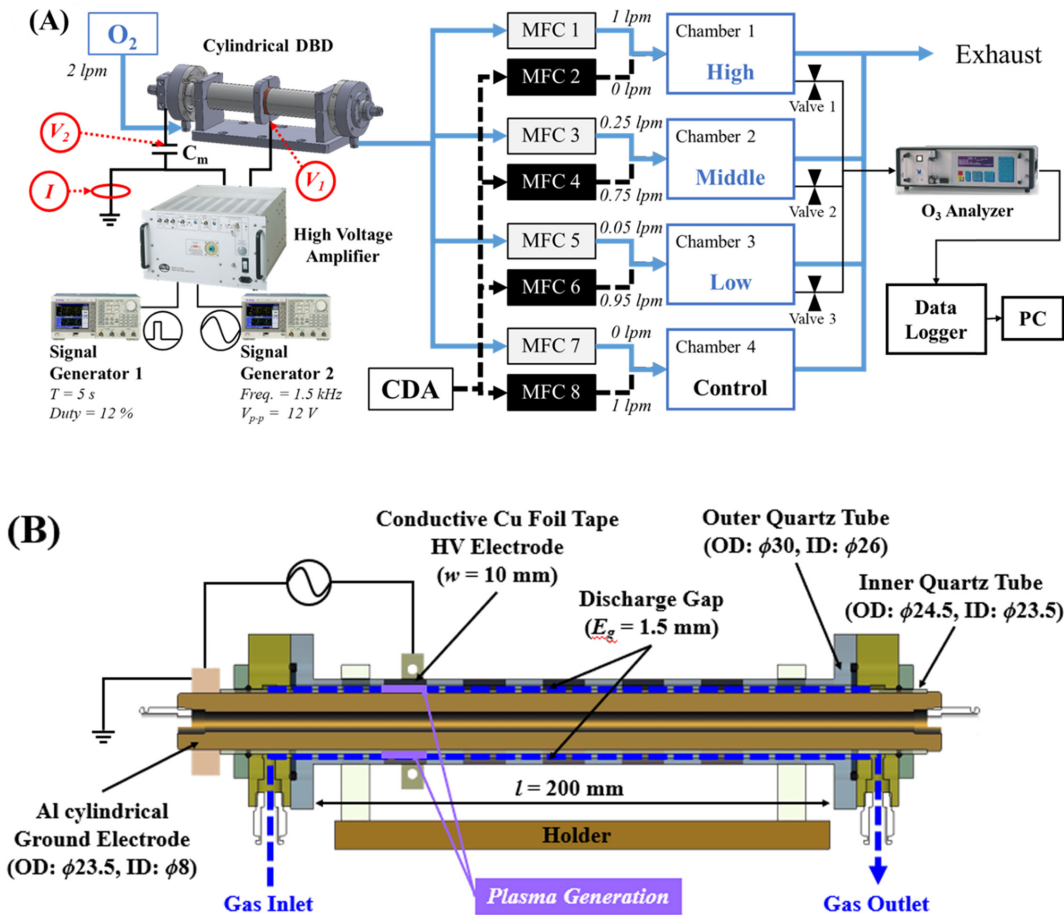 (A)
O₂
2 lpm
Cylindrical DBD
V₂
Cₘ
I
V₁
High Voltage
Amplifier
Signal
Generator 1
T = 5 s
Duty = 12 %
Signal
Generator 2
Freq. = 1.5 kHz
Vₚ₋ₚ = 12 V
CDA
MFC 1
1 lpm
MFC 2
0 lpm
MFC 3
0.25 lpm
MFC 4
0.75 lpm
MFC 5
0.05 lpm
MFC 6
0.95 lpm
MFC 7
0 lpm
MFC 8
1 lpm
Chamber 1
High
Valve 1
Chamber 2
Middle
Valve 2
Chamber 3
Low
Valve 3
Chamber 4
Control
Exhaust
O₃ Analyzer
Data
Logger
PC
(B)
Conductive Cu Foil Tape
HV Electrode
(w = 10 mm)
Discharge Gap
(E_g = 1.5 mm)
Outer Quartz Tube
(OD: ϕ30, ID: ϕ26)
Inner Quartz Tube
(OD: ϕ24.5, ID: ϕ23.5)
l = 200 mm
Holder
Al cylindrical
Ground Electrode
(OD: ϕ23.5, ID: ϕ8)
Gas Inlet
Plasma Generation
Gas Outlet